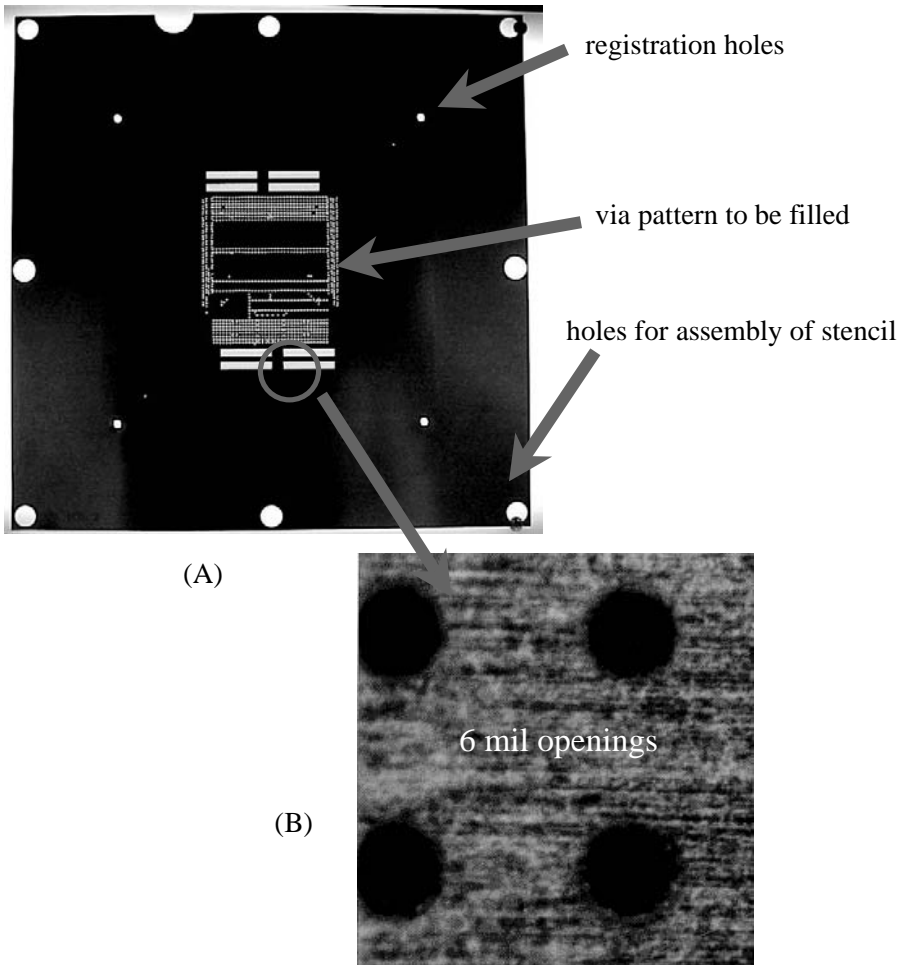 registration holes
via pattern to be filled
holes for assembly of stencil
(A)
6 mil openings
(B)